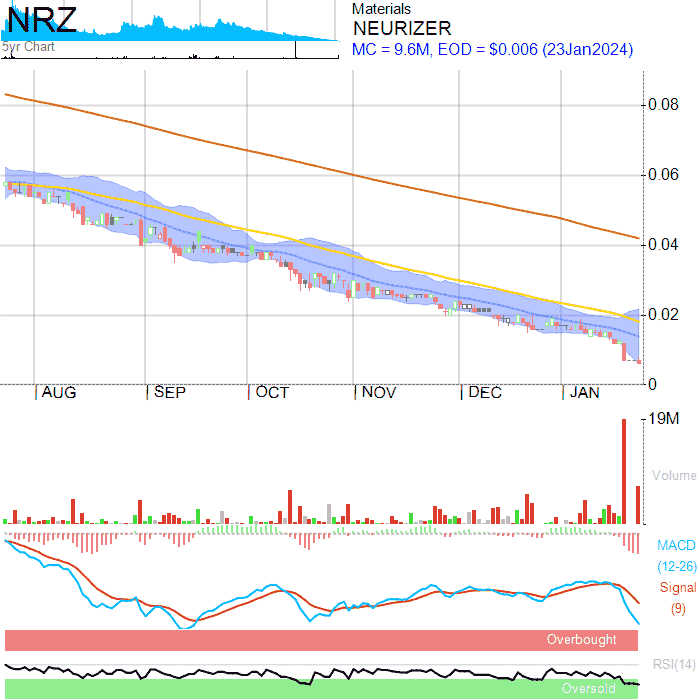 NRZ
5yr Chart
Materials
NEURIZER
MC = 9.6M, EOD = $0.006 (23Jan2024)
0.08
0.06
0.04
0.02
0
AUG SEP OCT NOV DEC JAN
19M
Volume
MACD
(12-26)
Signal
(9)
Overbought
RSI(14)
Oversold